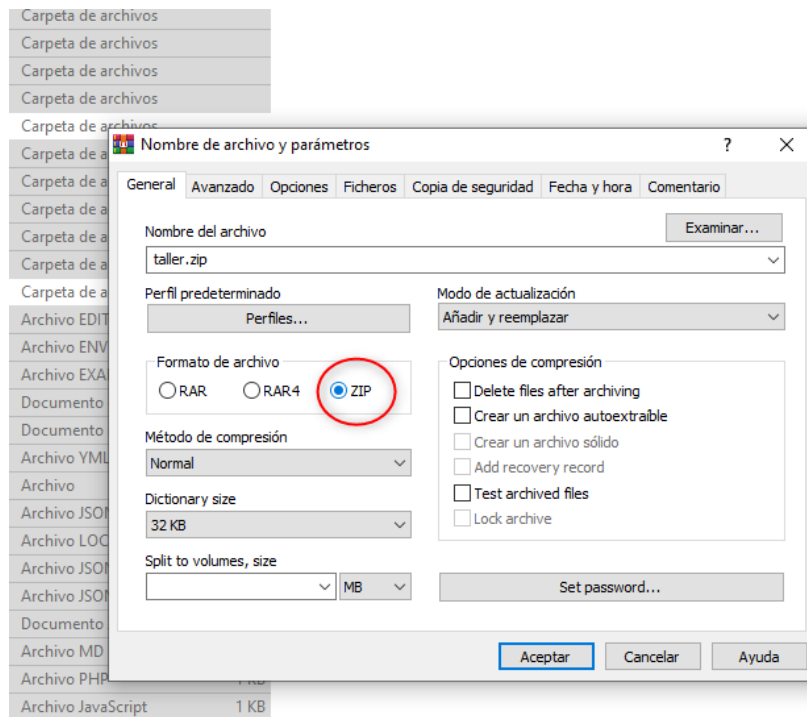 Carpeta de archivos
Carpeta de archivos
Carpeta de archivos
Carpeta de archivos
Carpeta de archivos
Nombre de archivo y parámetros
?
Carpeta de a
General Avanzado Opciones Ficheros Copia de seguridad Fecha y hora Comentario
Carpeta de a
Carpeta de a
Nombre del archivo
Examinar...
Carpeta de a
taller.zip
Carpeta de a
Carpeta de a
Perfil predeterminado Modo de actualización
Perfiles... Añadir y reemplazar
Archivo EDIT
Archivo ENV
Formato de archivo Opciones de compresión
Archivo EXA
RAR RAR4 ZIP Delete files after archiving
Documento
Crear un archivo autoextraíble
Documento
Método de compresión Crear un archivo sólido
Archivo YML
Normal Add recovery record
Archivo
Dictionary size Test archived files
Archivo JSON
32 KB Lock archive
Archivo LOC
Split to volumes, size
Archivo JSON
MB Set password...
Archivo JSON
Documento
Aceptar Cancelar Ayuda
Archivo MD
Archivo PHP 1 KB
Archivo JavaScript 1 KB